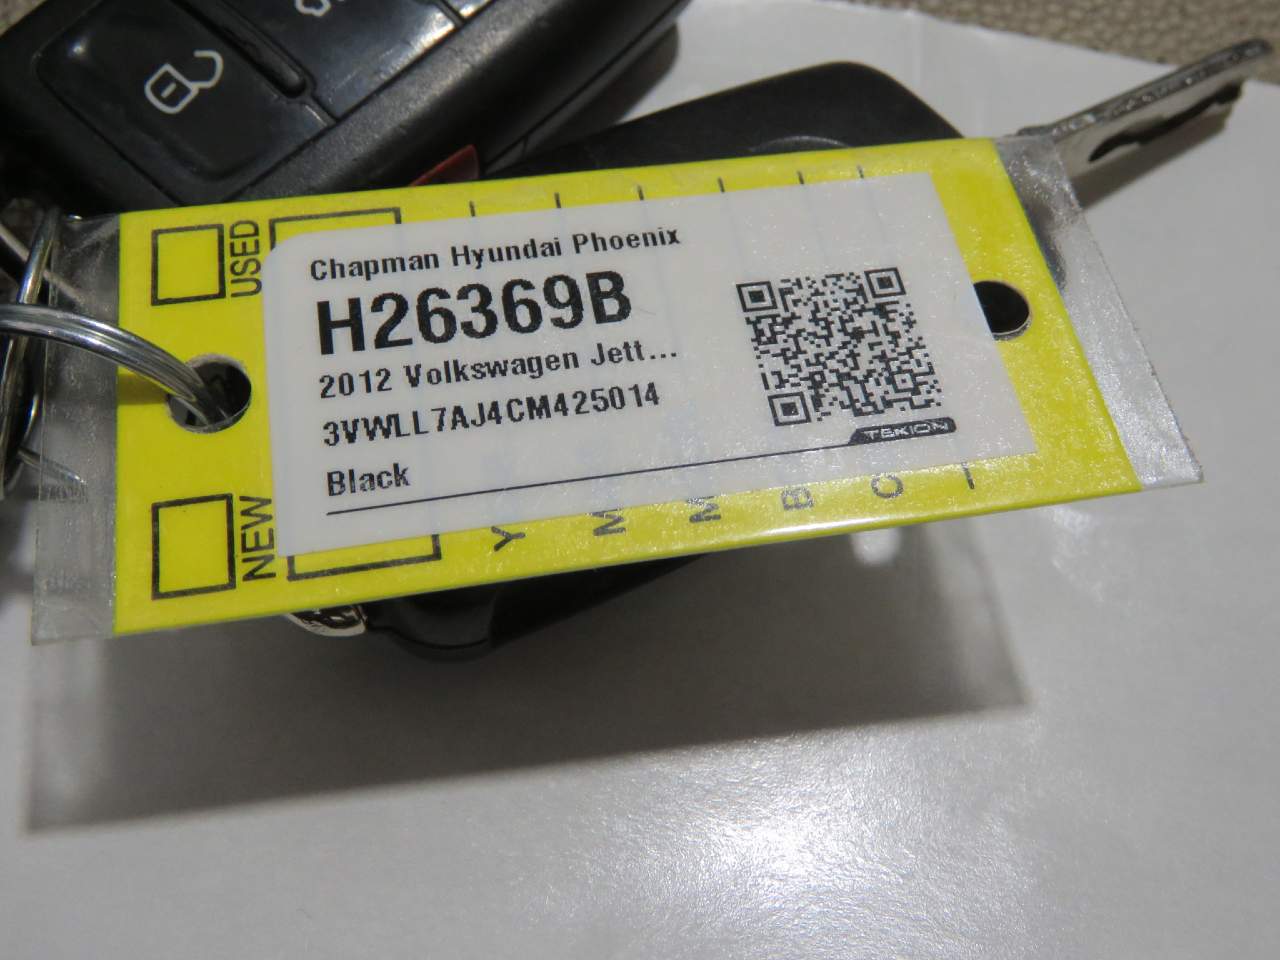 USED
Chapman Hyundai Phoenix
H26369B
2012 Volkswagen Jett...
3VWLL7AJ4CM425014
Black
TEKION
NEW
Y
M
M
B
C